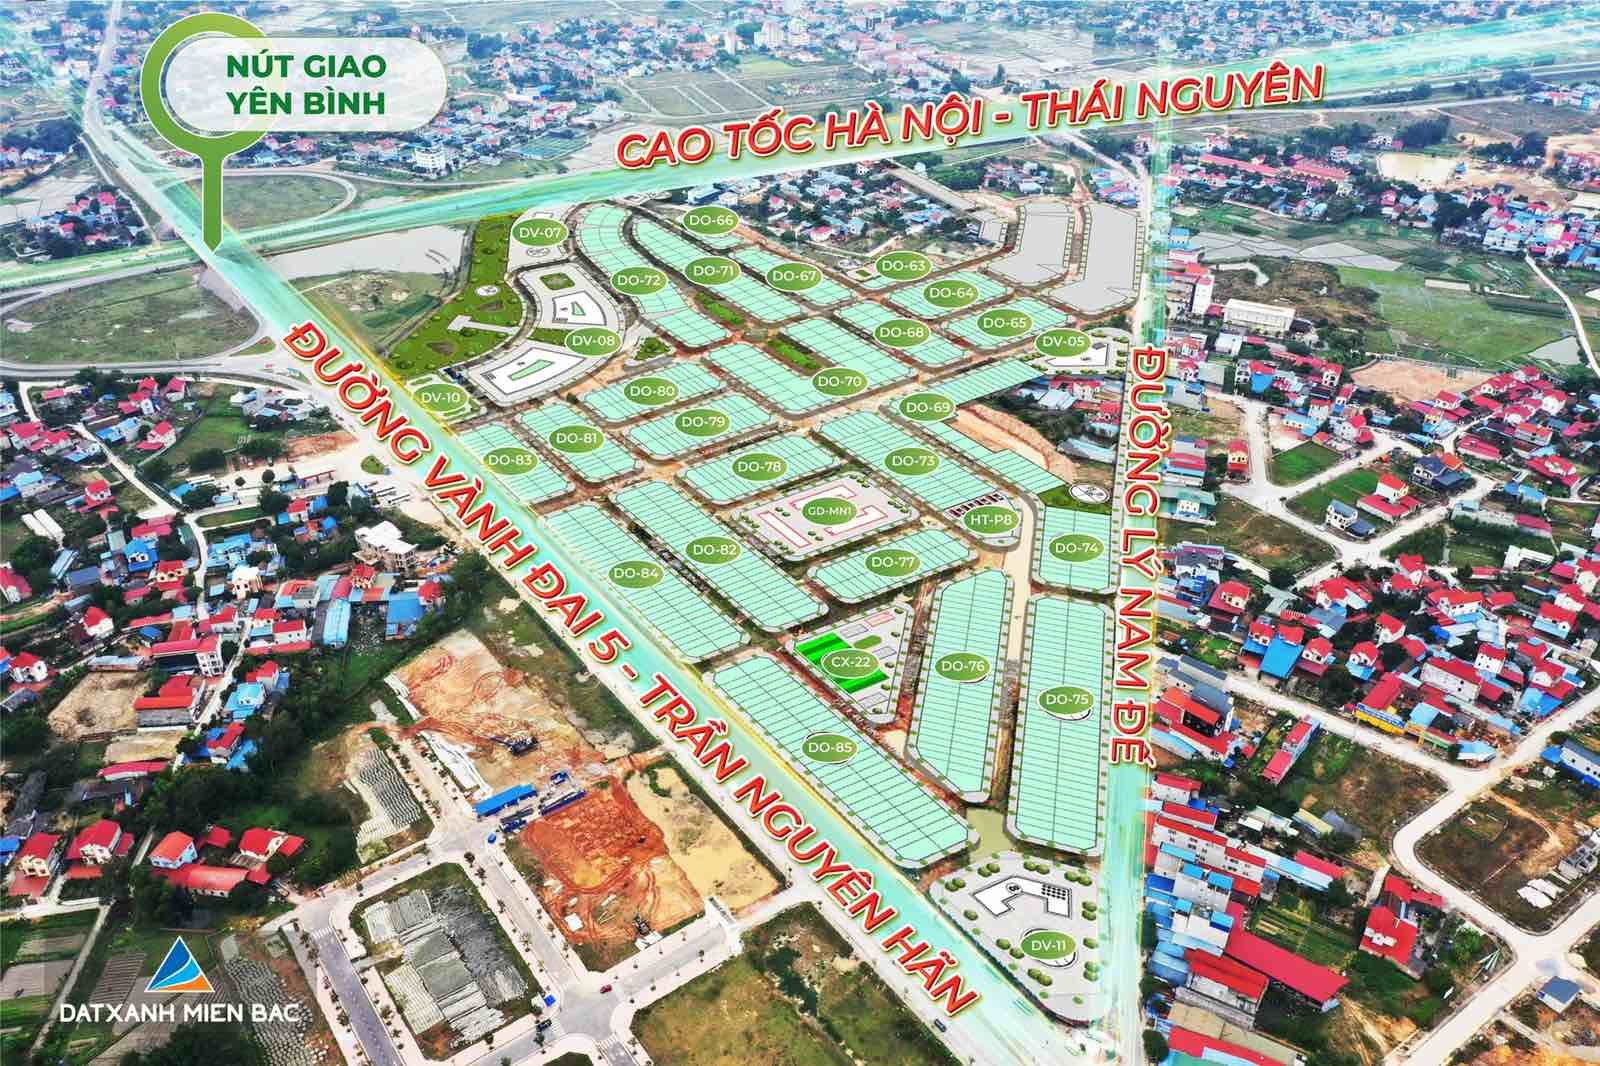 NÚT GIAO
YÊN BÌNH
CAO TỐC HÀ NỘI - THÁI NGUYÊN
ĐƯỜNG VÀNH ĐAI 5 - TRẦN NGUYÊN HÃN
ĐƯỜNG LÝ NAM ĐẾ
DO-66
DV-07
DO-63
DO-71
DO-67
DO-72
DO-64
DO-65
DO-68
DV-08
DV-05
DO-70
DO-80
DV-10
DO-69
DO-79
DO-81
DO-83
DO-73
DO-78
GD-MN1
HT-P8
DO-82
DO-74
DO-77
DO-84
CX-22
DO-76
DO-75
DO-85
DV-11
DATXANH MIEN BAC